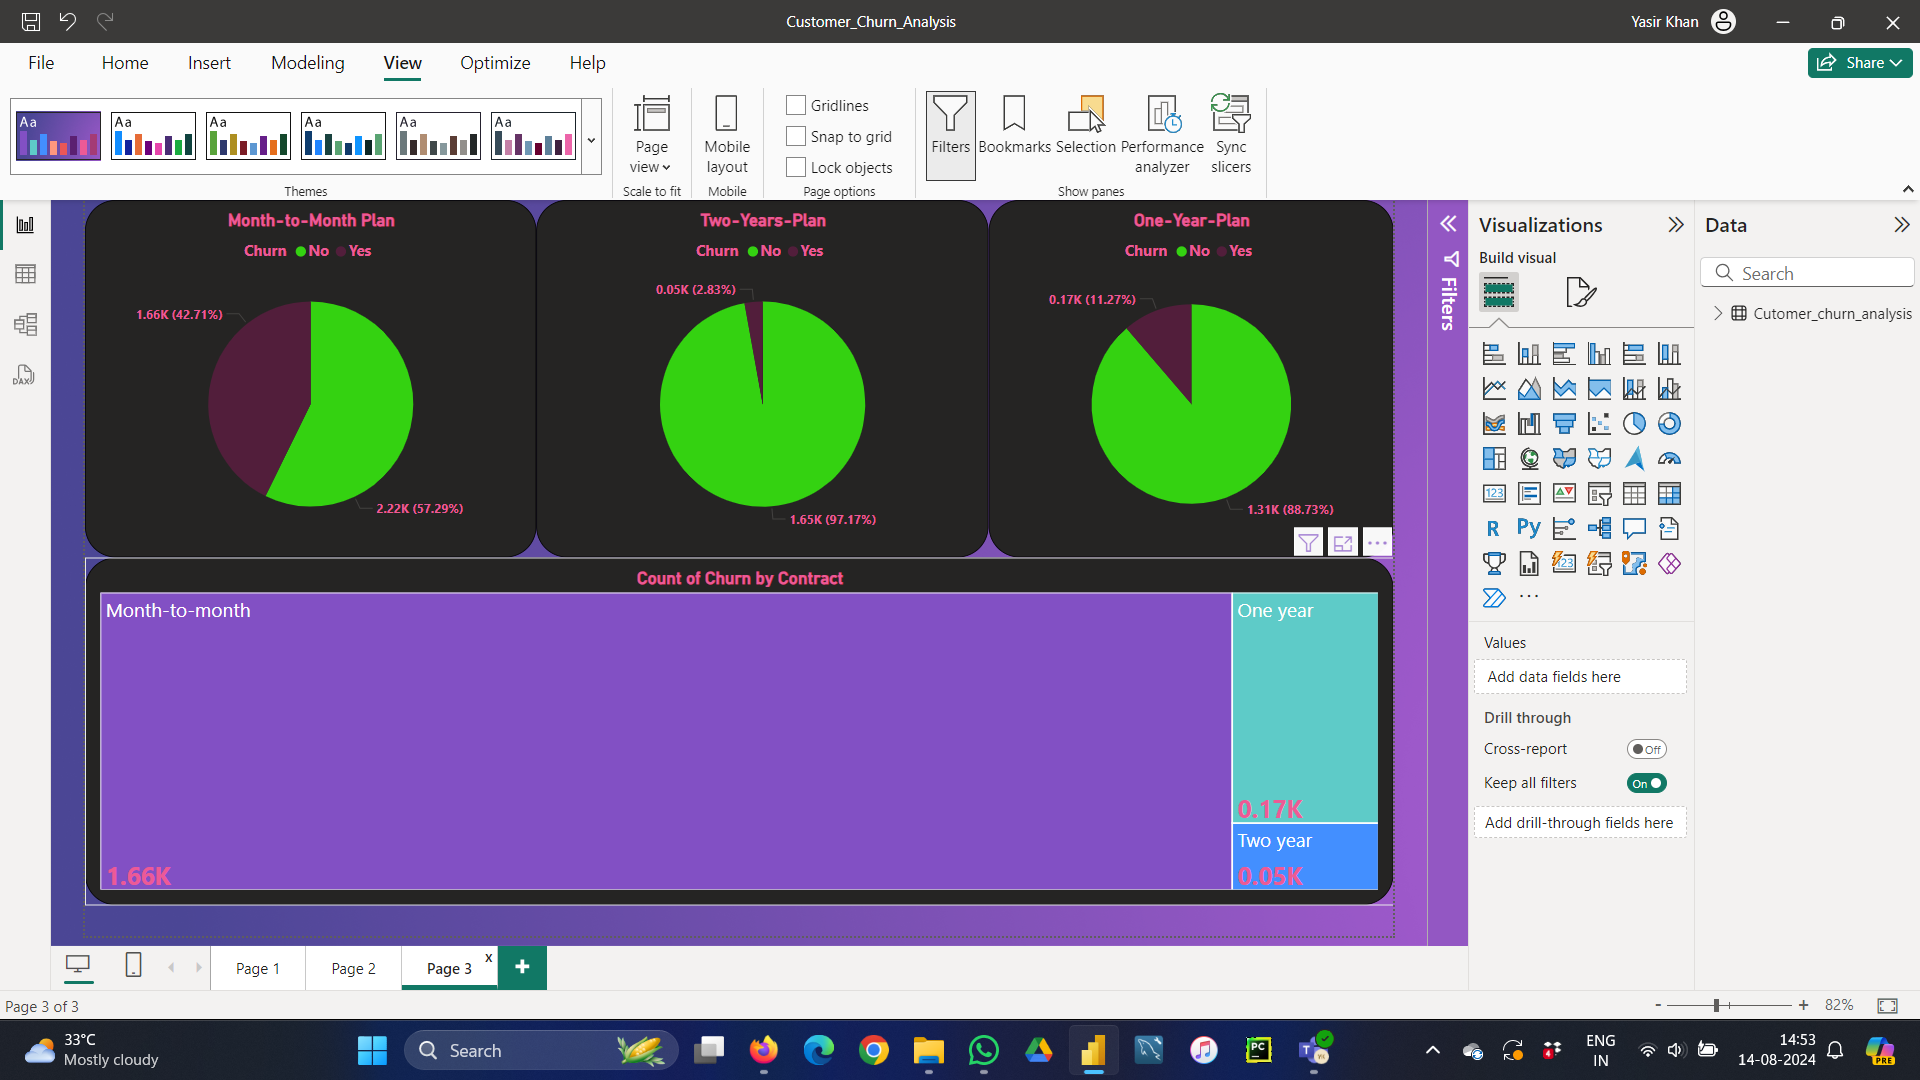 Customer_Churn_Analysis
Yasir Khan
File Home Insert Modeling View Optimize Help
Share
Aa Aa Aa Aa Aa Aa
Themes
Page view
Scale to fit
Mobile layout
Mobile
Gridlines
Snap to grid
Lock objects
Page options
Filters
Bookmarks
Selection
Performance analyzer
Sync slicers
Show panes
DAX
Month-to-Month Plan
Churn No Yes
1.66K (42.71%)
2.22K (57.29%)
Two-Years-Plan
Churn No Yes
0.05K (2.83%)
1.65K (97.17%)
One-Year-Plan
Churn No Yes
0.17K (11.27%)
1.31K (88.73%)
Count of Churn by Contract
Month-to-month
1.66K
One year
0.17K
Two year
0.05K
Filters
Visualizations
Build visual
123
R Py
123
Values
Add data fields here
Drill through
Cross-report Off
Keep all filters On
Add drill-through fields here
Data
Search
Cutomer_churn_analysis
Page 1 Page 2 Page 3 x +
Page 3 of 3
- + 82%
33°C
Mostly cloudy
Search
PC
ENG
IN
14:53
14-08-2024
PRE